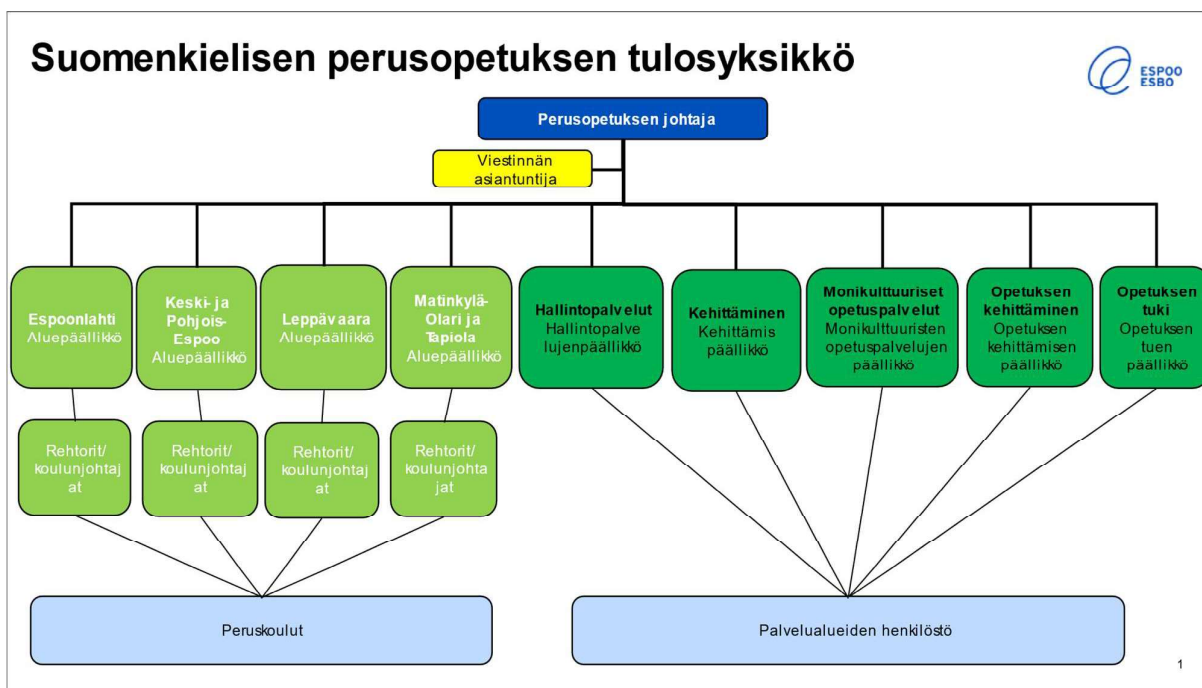 Suomenkielisen perusopetuksen tulosyksikkö
ESPOO
ESBO
Perusopetuksen johtaja
Viestinnän
asiantuntija
Espoonlahti
Aluepäällikkö
Keski- ja
Pohjois-
Espoo
Aluepäällikkö
Leppävaara
Aluepäällikkö
Matinkylä-
Olari ja
Tapiola
Aluepäällikkö
Hallintopalvelut
Hallintopalve
lujenpäällikkö
Kehittäminen
Kehittämis
päällikkö
Monikulttuuriset
opetuspalvelut
Monikulttuuristen
opetuspalvelujen
päällikkö
Opetuksen
kehittäminen
Opetuksen
kehittämisen
päällikkö
Opetuksen
tuki
Opetuksen
tuen
päällikkö
Rehtorit/
koulunjohtaj
at
Rehtorit/
koulunjohtaj
at
Rehtorit/
koulunjohtaj
at
Rehtorit/
koulunjohta
jat
Peruskoulut
Palvelualueiden henkilöstö
1